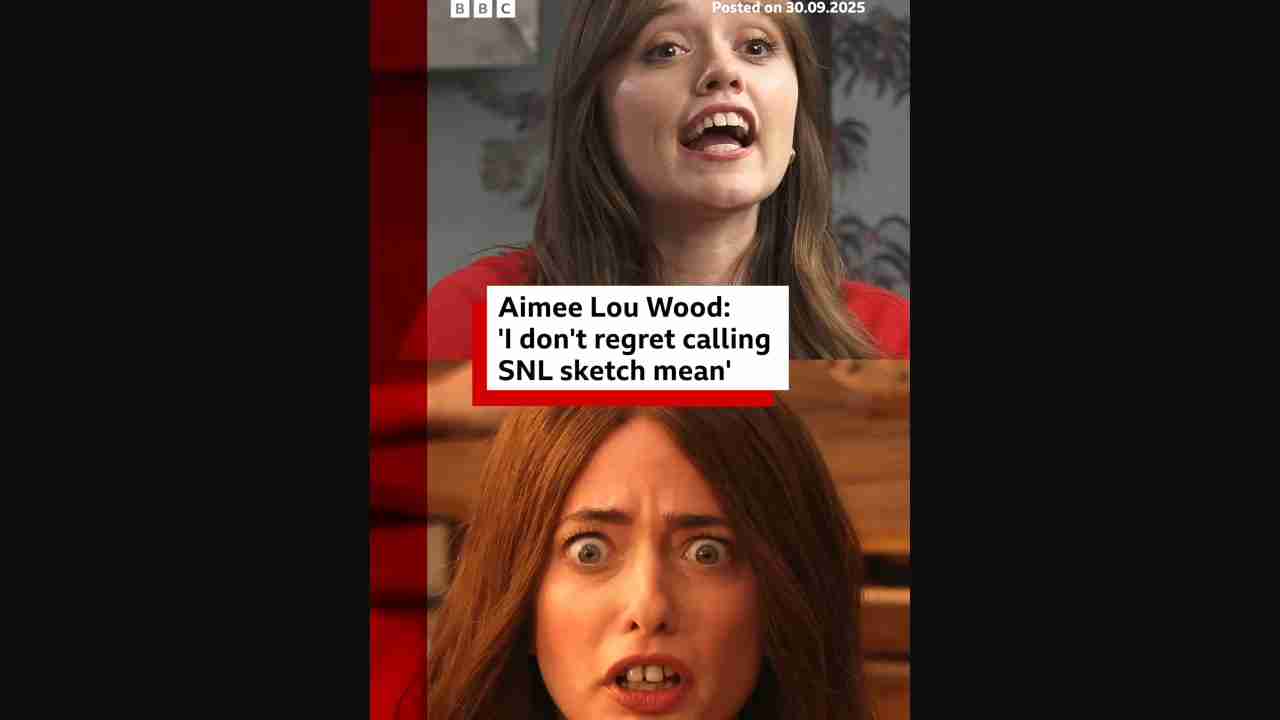 BBC
Posted on 30.09.2025
Aimee Lou Wood:
'I don't regret calling
SNL sketch mean'